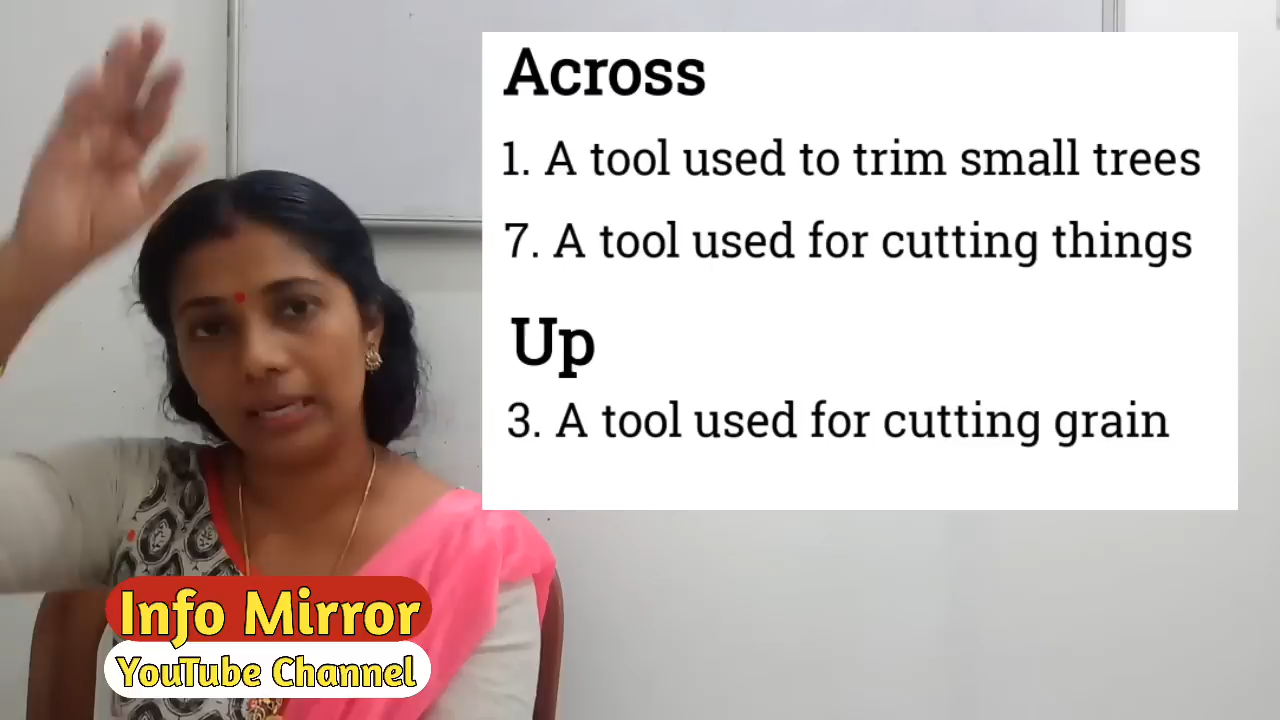 Across
1. A tool used to trim small trees
7. A tool used for cutting things
Up
3. A tool used for cutting grain
Info Mirror
YouTube Channel